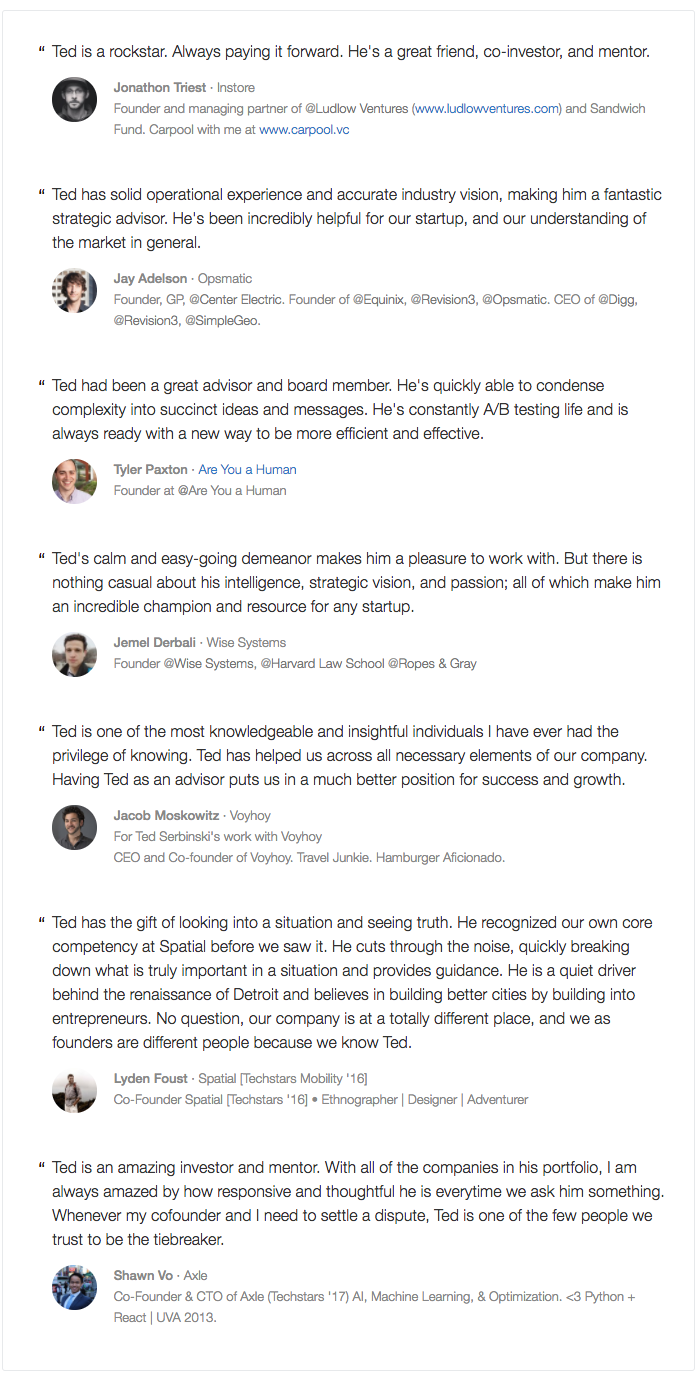 “ Ted is a rockstar. Always paying it forward. He's a great friend, co-investor, and mentor.
Jonathon Triest · Instore
Founder and managing partner of @Ludlow Ventures (www.ludlowventures.com) and Sandwich
Fund. Carpool with me at www.carpool.vc
“ Ted has solid operational experience and accurate industry vision, making him a fantastic
strategic advisor. He's been incredibly helpful for our startup, and our understanding of
the market in general.
Jay Adelson · Opsmatic
Founder, GP, @Center Electric. Founder of @Equinix, @Revision3, @Opsmatic. CEO of @Digg,
@Revision3, @SimpleGeo.
“ Ted had been a great advisor and board member. He's quickly able to condense
complexity into succinct ideas and messages. He's constantly A/B testing life and is
always ready with a new way to be more efficient and effective.
Tyler Paxton · Are You a Human
Founder at @Are You a Human
“ Ted's calm and easy-going demeanor makes him a pleasure to work with. But there is
nothing casual about his intelligence, strategic vision, and passion; all of which make him
an incredible champion and resource for any startup.
Jemel Derbali · Wise Systems
Founder @Wise Systems, @Harvard Law School @Ropes & Gray
“ Ted is one of the most knowledgeable and insightful individuals I have ever had the
privilege of knowing. Ted has helped us across all necessary elements of our company.
Having Ted as an advisor puts us in a much better position for success and growth.
Jacob Moskowitz · Voyhoy
For Ted Serbinski's work with Voyhoy
CEO and Co-founder of Voyhoy. Travel Junkie. Hamburger Aficionado.
“ Ted has the gift of looking into a situation and seeing truth. He recognized our own core
competency at Spatial before we saw it. He cuts through the noise, quickly breaking
down what is truly important in a situation and provides guidance. He is a quiet driver
behind the renaissance of Detroit and believes in building better cities by building into
entrepreneurs. No question, our company is at a totally different place, and we as
founders are different people because we know Ted.
Lyden Foust · Spatial [Techstars Mobility '16]
Co-Founder Spatial [Techstars '16] • Ethnographer | Designer | Adventurer
“ Ted is an amazing investor and mentor. With all of the companies in his portfolio, I am
always amazed by how responsive and thoughtful he is everytime we ask him something.
Whenever my cofounder and I need to settle a dispute, Ted is one of the few people we
trust to be the tiebreaker.
Shawn Vo · Axle
Co-Founder & CTO of Axle (Techstars '17) AI, Machine Learning, & Optimization. <3 Python +
React | UVA 2013.